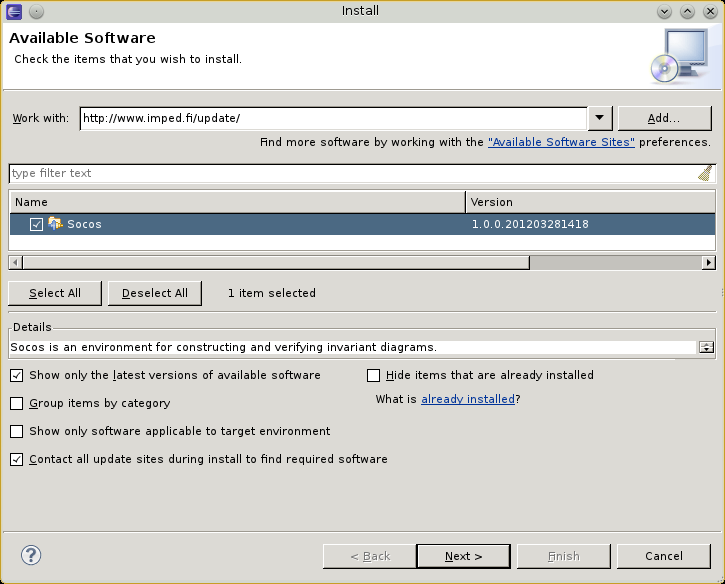 Install
Available Software
Check the items that you wish to install.
Work with: http://www.imped.fi/update/ Add...
Find more software by working with the "Available Software Sites" preferences.
type filter text
Name Version
Socos 1.0.0.201203281418
Select All Deselect All 1 item selected
Details
Socos is an environment for constructing and verifying invariant diagrams.
Show only the latest versions of available software Hide items that are already installed
Group items by category What is already installed?
Show only software applicable to target environment
Contact all update sites during install to find required software
< Back Next > Finish Cancel